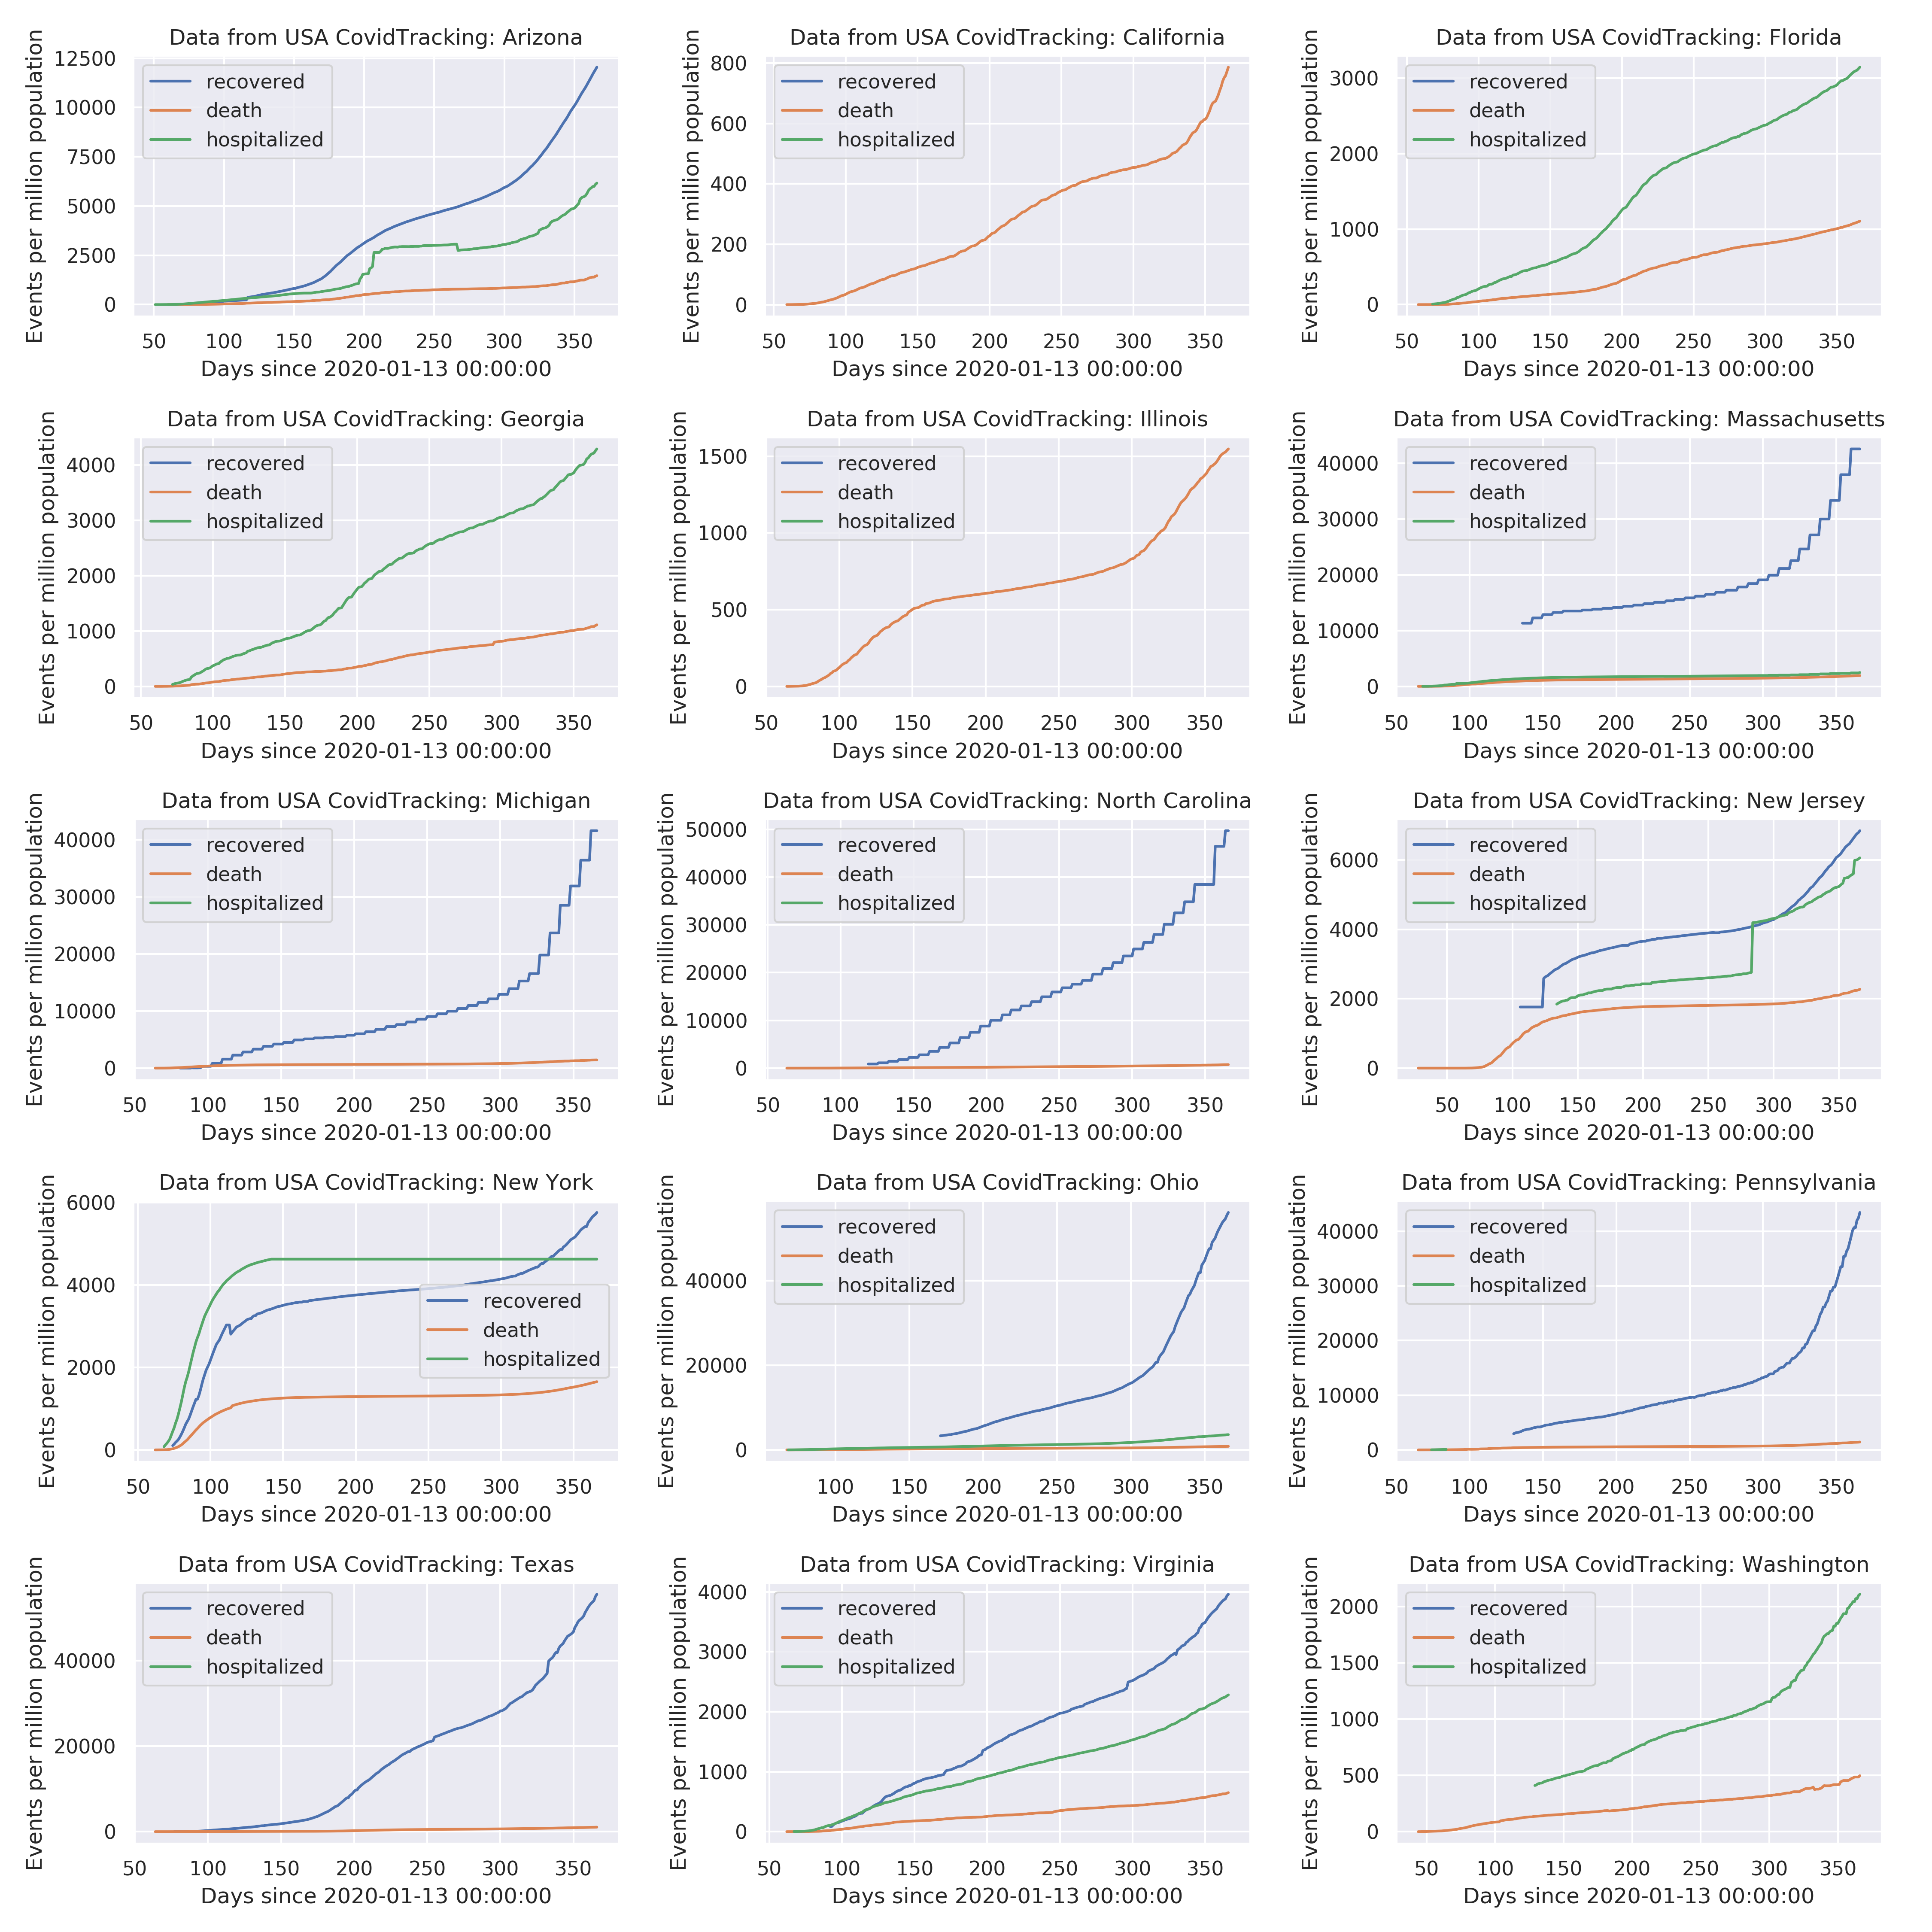 Data from USA CovidTracking: Arizona
Events per million population
12500
10000
7500
5000
2500
0
recovered
death
hospitalized
50 100 150 200 250 300 350
Days since 2020-01-13 00:00:00
Data from USA CovidTracking: California
Events per million population
800
600
400
200
0
recovered
death
hospitalized
50 100 150 200 250 300 350
Days since 2020-01-13 00:00:00
Data from USA CovidTracking: Florida
Events per million population
3000
2000
1000
0
recovered
death
hospitalized
50 100 150 200 250 300 350
Days since 2020-01-13 00:00:00
Data from USA CovidTracking: Georgia
Events per million population
4000
3000
2000
1000
0
recovered
death
hospitalized
50 100 150 200 250 300 350
Days since 2020-01-13 00:00:00
Data from USA CovidTracking: Illinois
Events per million population
1500
1000
500
0
recovered
death
hospitalized
50 100 150 200 250 300 350
Days since 2020-01-13 00:00:00
Data from USA CovidTracking: Massachusetts
Events per million population
40000
30000
20000
10000
0
recovered
death
hospitalized
50 100 150 200 250 300 350
Days since 2020-01-13 00:00:00
Data from USA CovidTracking: Michigan
Events per million population
40000
30000
20000
10000
0
recovered
death
hospitalized
50 100 150 200 250 300 350
Days since 2020-01-13 00:00:00
Data from USA CovidTracking: North Carolina
Events per million population
50000
40000
30000
20000
10000
0
recovered
death
hospitalized
50 100 150 200 250 300 350
Days since 2020-01-13 00:00:00
Data from USA CovidTracking: New Jersey
Events per million population
6000
4000
2000
0
recovered
death
hospitalized
50 100 150 200 250 300 350
Days since 2020-01-13 00:00:00
Data from USA CovidTracking: New York
Events per million population
6000
4000
2000
0
recovered
death
hospitalized
50 100 150 200 250 300 350
Days since 2020-01-13 00:00:00
Data from USA CovidTracking: Ohio
Events per million population
40000
20000
0
recovered
death
hospitalized
100 150 200 250 300 350
Days since 2020-01-13 00:00:00
Data from USA CovidTracking: Pennsylvania
Events per million population
40000
30000
20000
10000
0
recovered
death
hospitalized
50 100 150 200 250 300 350
Days since 2020-01-13 00:00:00
Data from USA CovidTracking: Texas
Events per million population
40000
20000
0
recovered
death
hospitalized
50 100 150 200 250 300 350
Days since 2020-01-13 00:00:00
Data from USA CovidTracking: Virginia
Events per million population
4000
3000
2000
1000
0
recovered
death
hospitalized
50 100 150 200 250 300 350
Days since 2020-01-13 00:00:00
Data from USA CovidTracking: Washington
Events per million population
2000
1500
1000
500
0
recovered
death
hospitalized
50 100 150 200 250 300 350
Days since 2020-01-13 00:00:00